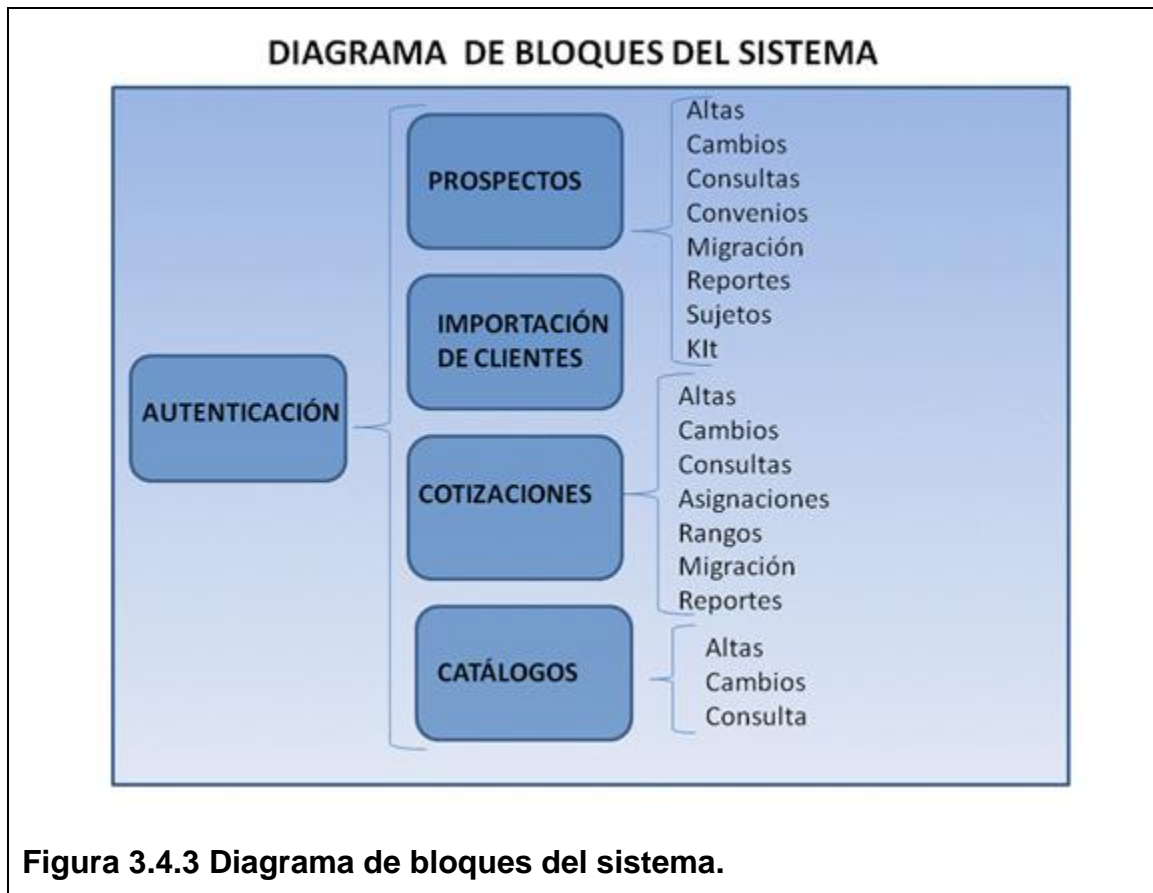 DIAGRAMA DE BLOQUES DEL SISTEMA
AUTENTICACIÓN
PROSPECTOS
Altas
Cambios
Consultas
Convenios
Migración
Reportes
Sujetos
KIt
IMPORTACIÓN
DE CLIENTES
COTIZACIONES
Altas
Cambios
Consultas
Asignaciones
Rangos
Migración
Reportes
CATÁLOGOS
Altas
Cambios
Consulta
Figura 3.4.3 Diagrama de bloques del sistema.